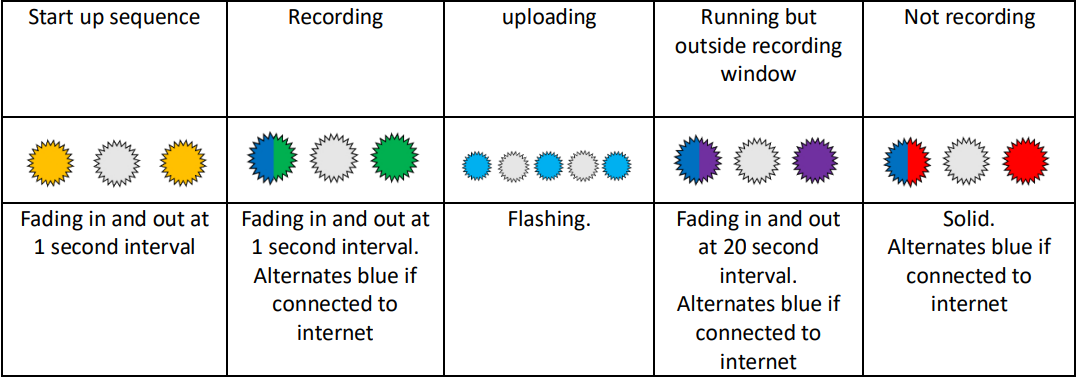 Start up sequence
Recording
uploading
Running but
outside recording
window
Not recording
Fading in and out at
1 second interval
Fading in and out at
1 second interval.
Alternates blue if
connected to
internet
Flashing.
Fading in and out
at 20 second
interval.
Alternates blue if
connected to
internet
Solid.
Alternates blue if
connected to
internet